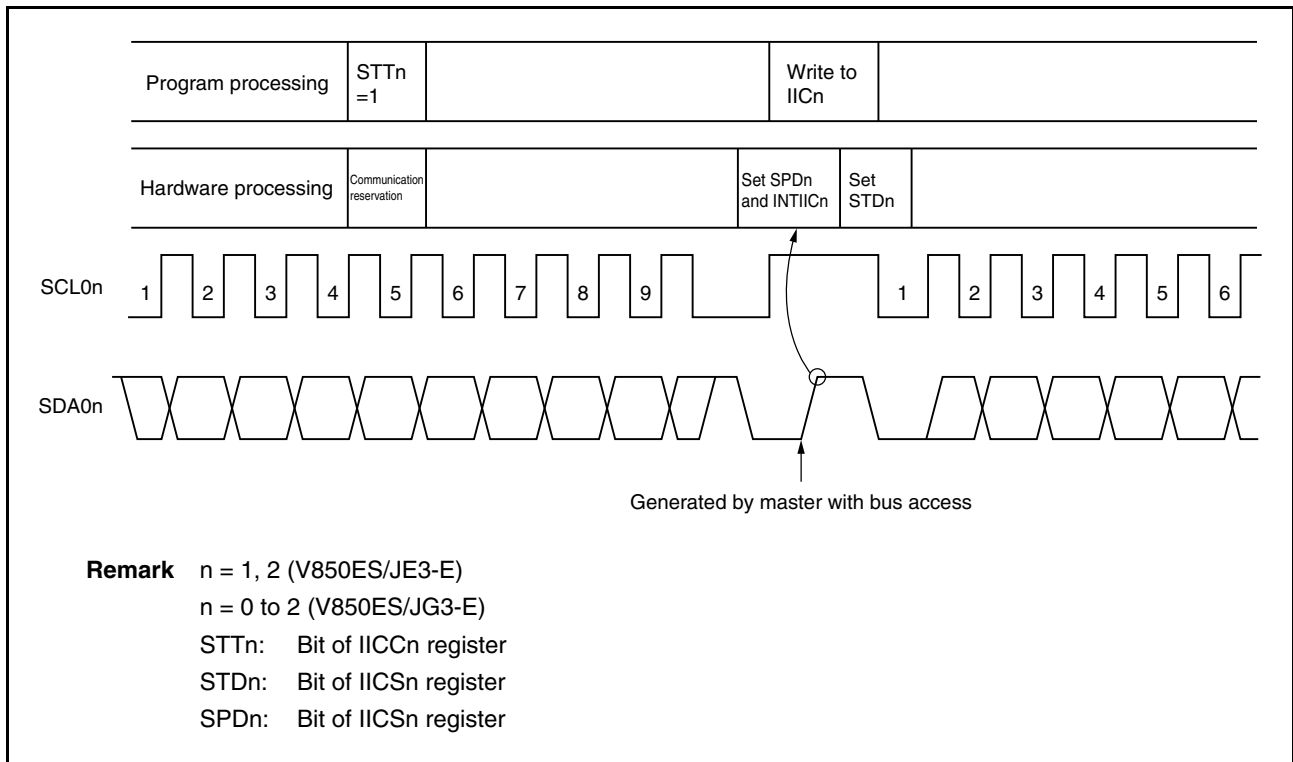 Program processing
STTn
=1
Write to
IICn
Hardware processing
Communication
reservation
Set SPDn
and INTIICn
Set
STDn
SCL0n
1 2 3 4 5 6 7 8 9 1 2 3 4 5 6
SDA0n
Generated by master with bus access
Remark n = 1, 2 (V850ES/JE3-E)
n = 0 to 2 (V850ES/JG3-E)
STTn: Bit of IICCn register
STDn: Bit of IICSn register
SPDn: Bit of IICSn register